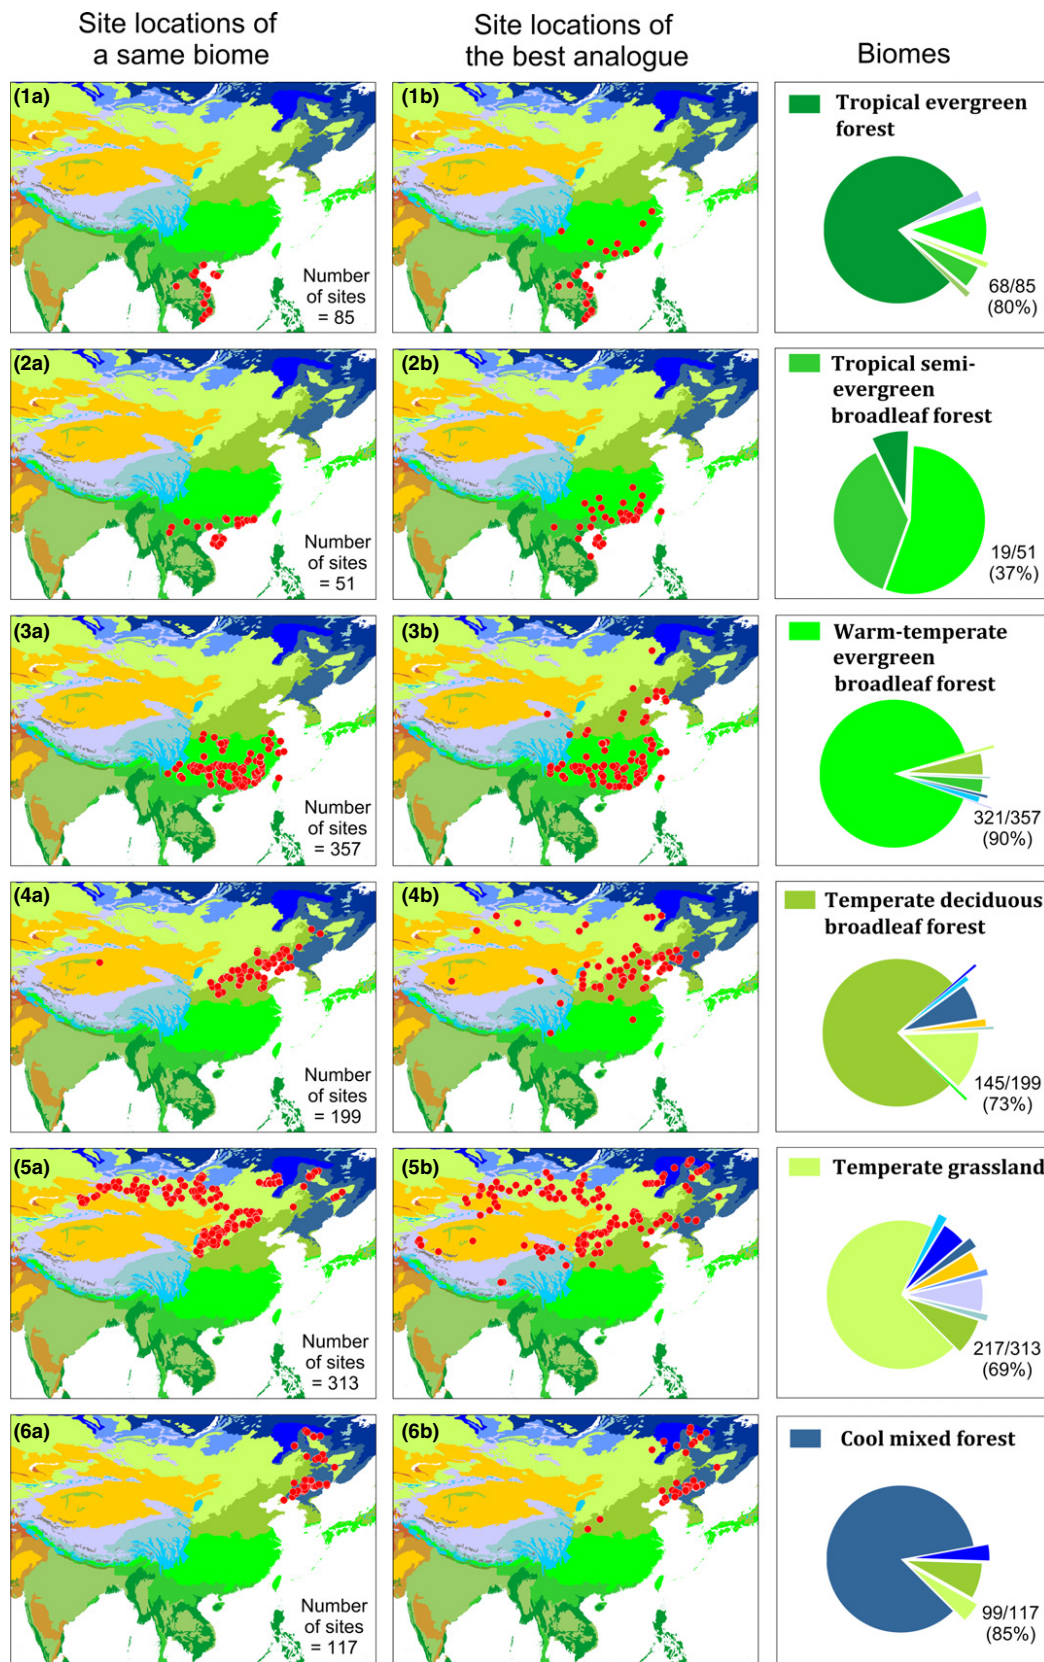 Site locations of
a same biome
Site locations of
the best analogue
Biomes
(1a)
Number
of sites
= 85
(1b)
Tropical evergreen
forest
68/85
(80%)
(2a)
Number
of sites
= 51
(2b)
Tropical semi-
evergreen
broadleaf forest
19/51
(37%)
(3a)
Number
of sites
= 357
(3b)
Warm-temperate
evergreen
broadleaf forest
321/357
(90%)
(4a)
Number
of sites
= 199
(4b)
Temperate deciduous
broadleaf forest
145/199
(73%)
(5a)
Number
of sites
= 313
(5b)
Temperate grassland
217/313
(69%)
(6a)
Number
of sites
= 117
(6b)
Cool mixed forest
99/117
(85%)